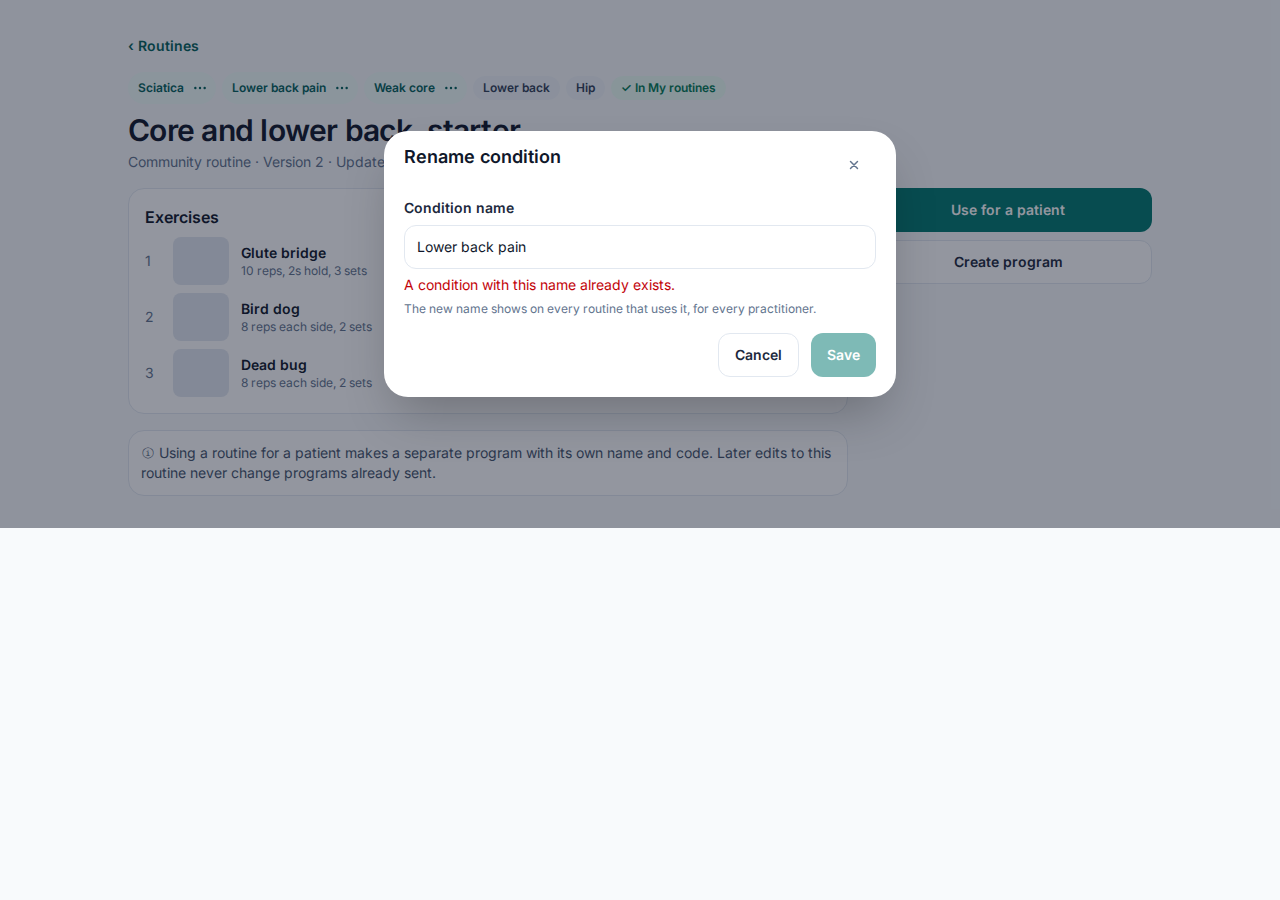 ‹ Routines
Sciatica ··· Lower back pain ··· Weak core ··· Lower back Hip ✓ In My routines
Core and lower back, starter
Community routine · Version 2 · Update
Rename condition
×
Condition name
Lower back pain
A condition with this name already exists.
The new name shows on every routine that uses it, for every practitioner.
Cancel Save
Exercises
1 Glute bridge
10 reps, 2s hold, 3 sets
2 Bird dog
8 reps each side, 2 sets
3 Dead bug
8 reps each side, 2 sets
Use for a patient
Create program
ⓘ Using a routine for a patient makes a separate program with its own name and code. Later edits to this
routine never change programs already sent.